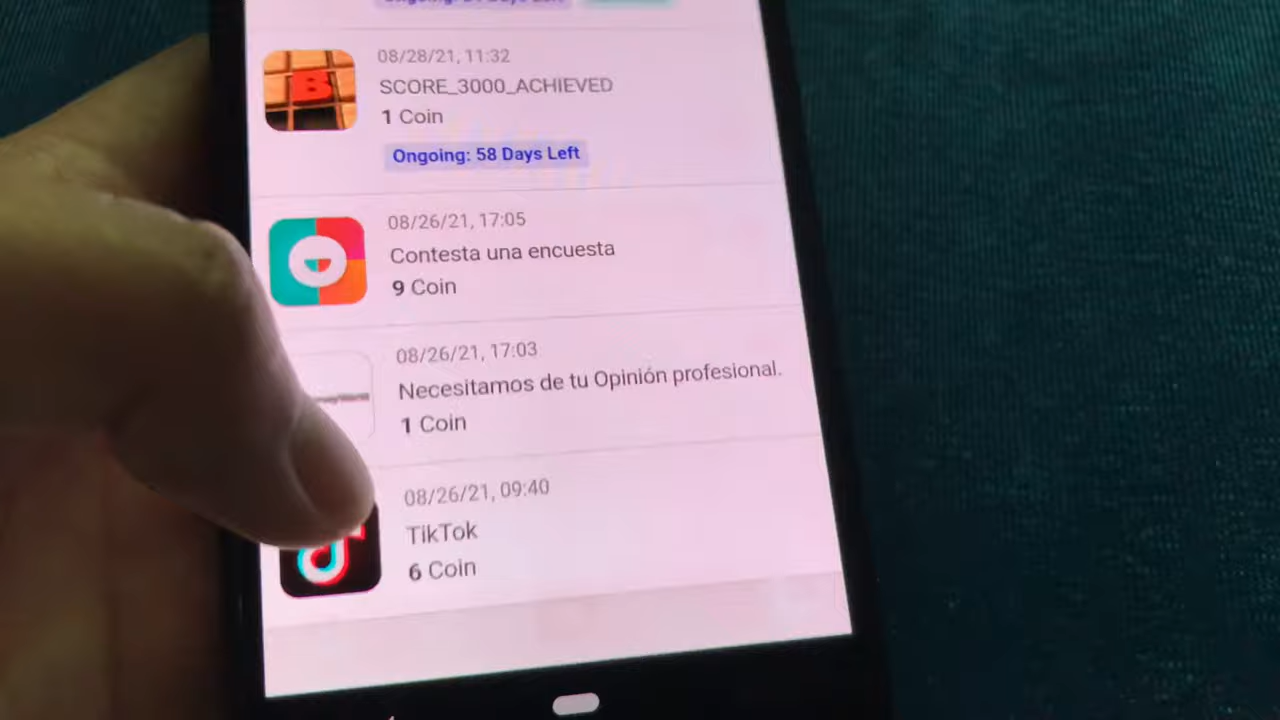 08/28/21, 11:32
SCORE_3000_ACHIEVED
1 Coin
Ongoing: 58 Days Left
B
08/26/21, 17:05
Contesta una encuesta
9 Coin
08/26/21, 17:03
Necesitamos de tu Opinión profesional.
1 Coin
08/26/21, 09:40
TikTok
6 Coin